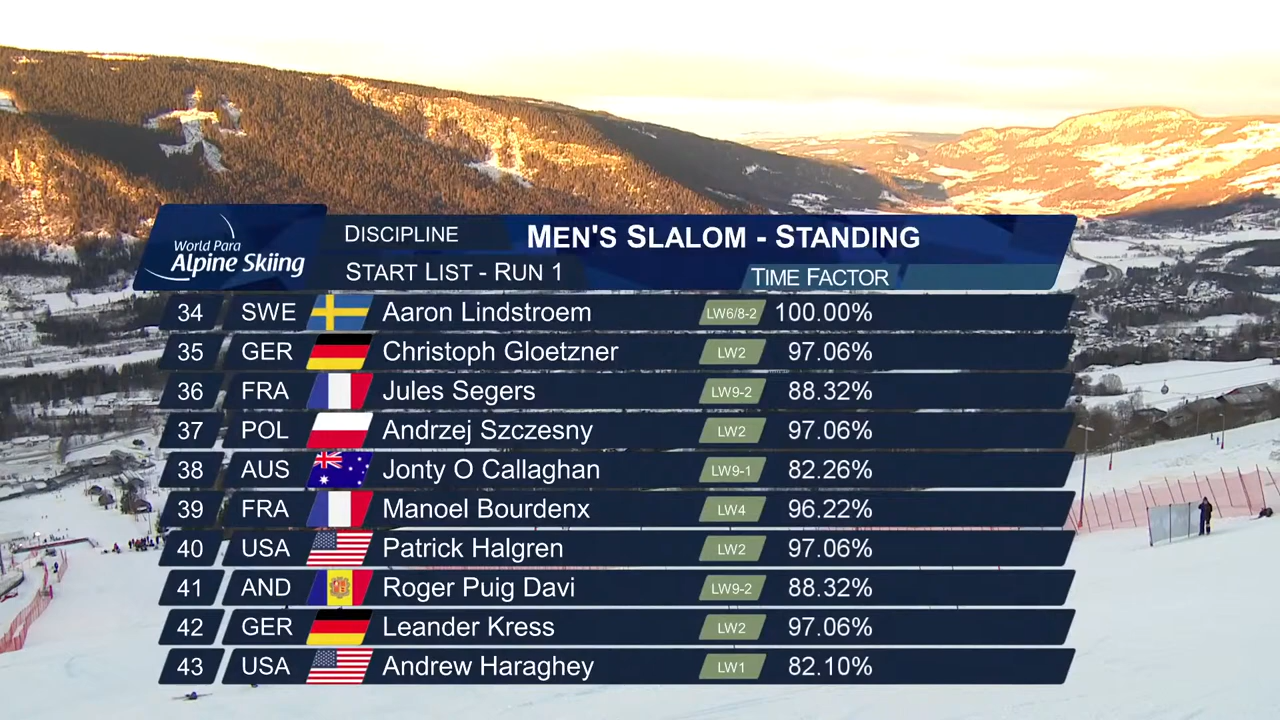 World Para
Alpine Skiing
DISCIPLINE MEN'S SLALOM - STANDING
START LIST - RUN 1 TIME FACTOR
34 SWE Aaron Lindstroem LW6/8-2 100.00%
35 GER Christoph Gloetzner LW2 97.06%
36 FRA Jules Segers LW9-2 88.32%
37 POL Andrzej Szczesny LW2 97.06%
38 AUS Jonty O Callaghan LW9-1 82.26%
39 FRA Manoel Bourdenx LW4 96.22%
40 USA Patrick Halgren LW2 97.06%
41 AND Roger Puig Davi LW9-2 88.32%
42 GER Leander Kress LW2 97.06%
43 USA Andrew Haraghey LW1 82.10%